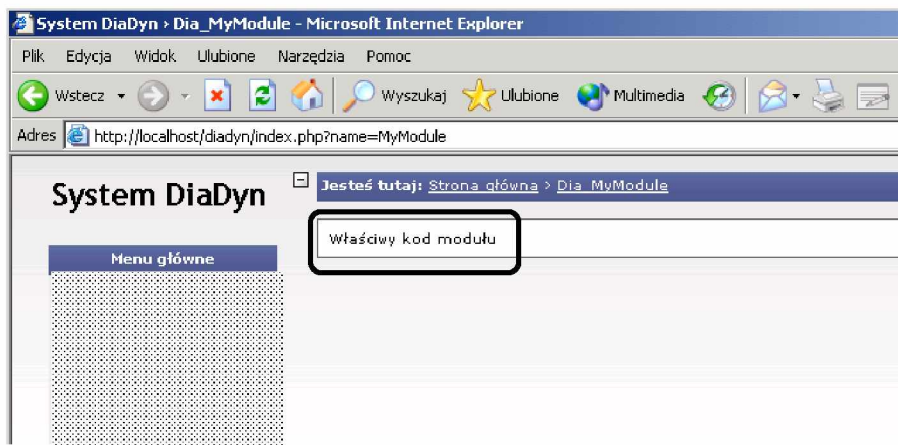 System DiaDyn › Dia_MyModule - Microsoft Internet Explorer
Plik Edycja Widok Ulubione Narzędzia Pomoc
Wstecz Wyszukaj Ulubione Multimedia
Adres http://localhost/diadyn/index.php?name=MyModule
System DiaDyn
Jesteś tutaj: Strona główna > Dia_MyModule
Właściwy kod modułu
Menu główne